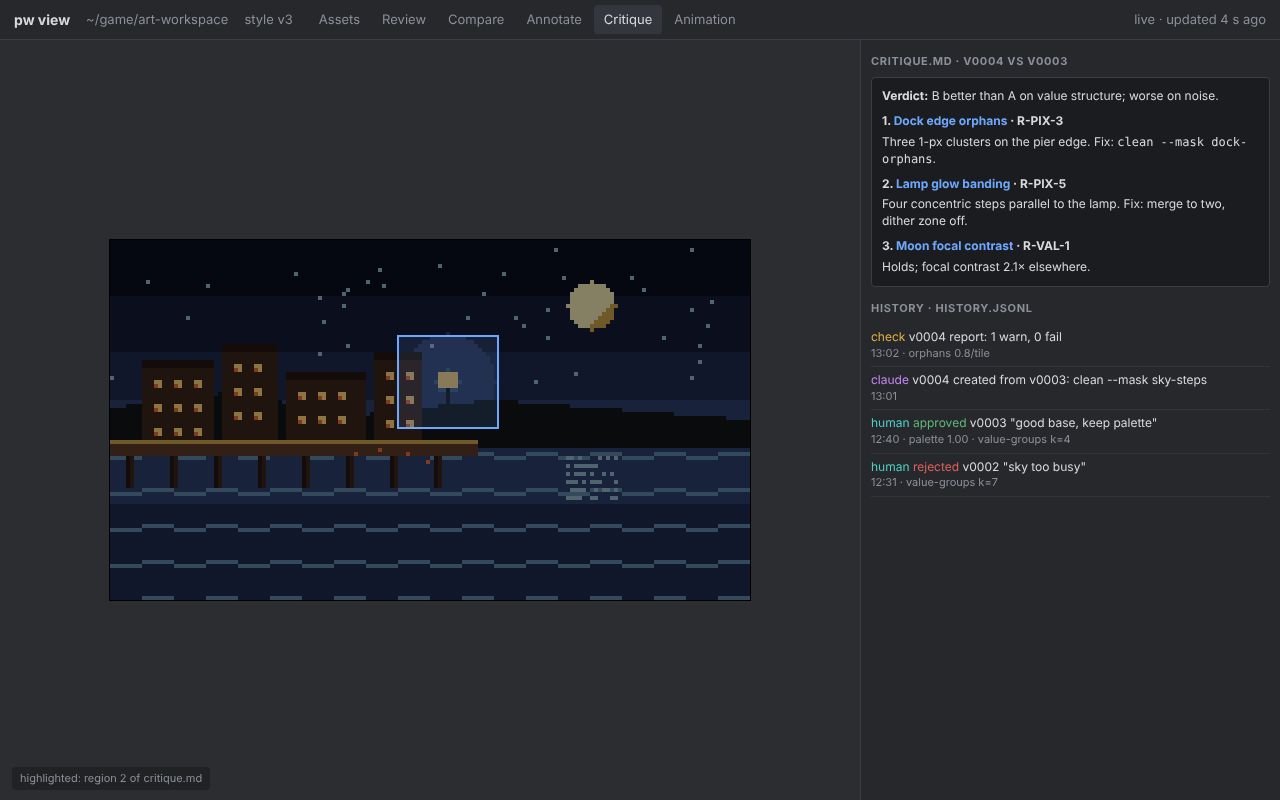 pw view ~/game/art-workspace style v3 Assets Review Compare Annotate Critique Animation live · updated 4 s ago
CRITIQUE.MD · V0004 VS V0003
Verdict: B better than A on value structure; worse on noise.
1. Dock edge orphans · R-PIX-3
Three 1-px clusters on the pier edge. Fix: clean --mask dock-
orphans.
2. Lamp glow banding · R-PIX-5
Four concentric steps parallel to the lamp. Fix: merge to two,
dither zone off.
3. Moon focal contrast · R-VAL-1
Holds; focal contrast 2.1× elsewhere.
HISTORY · HISTORY.JSONL
check v0004 report: 1 warn, 0 fail
13:02 · orphans 0.8/tile
claude v0004 created from v0003: clean --mask sky-steps
13:01
human approved v0003 "good base, keep palette"
12:40 · palette 1.00 · value-groups k=4
human rejected v0002 "sky too busy"
12:31 · value-groups k=7
highlighted: region 2 of critique.md